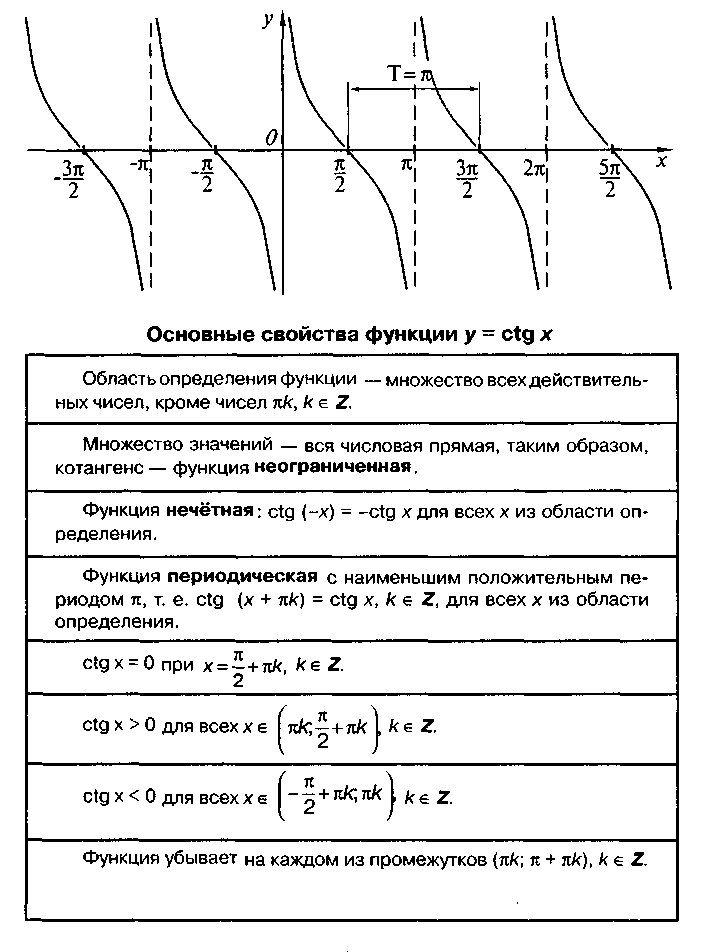 y
T = π
0
x
-3π/2
-π
-π/2
π/2
π
3π/2
2π
5π/2
Основные свойства функции y = ctg x
Область определения функции — множество всех действитель-
ных чисел, кроме чисел πk, k ∈ Z.
Множество значений — вся числовая прямая, таким образом,
котангенс — функция неограниченная.
Функция нечётная: ctg (−x) = −ctg x для всех x из области оп-
ределения.
Функция периодическая с наименьшим положительным пе-
риодом π, т. е. ctg (x + πk) = ctg x, k ∈ Z, для всех x из области
определения.
ctg x = 0 при x = π/2 + πk, k ∈ Z.
ctg x > 0 для всех x ∈ (πk; π/2 + πk), k ∈ Z.
ctg x < 0 для всех x ∈ (−π/2 + πk; πk), k ∈ Z.
Функция убывает на каждом из промежутков (πk; π + πk), k ∈ Z.